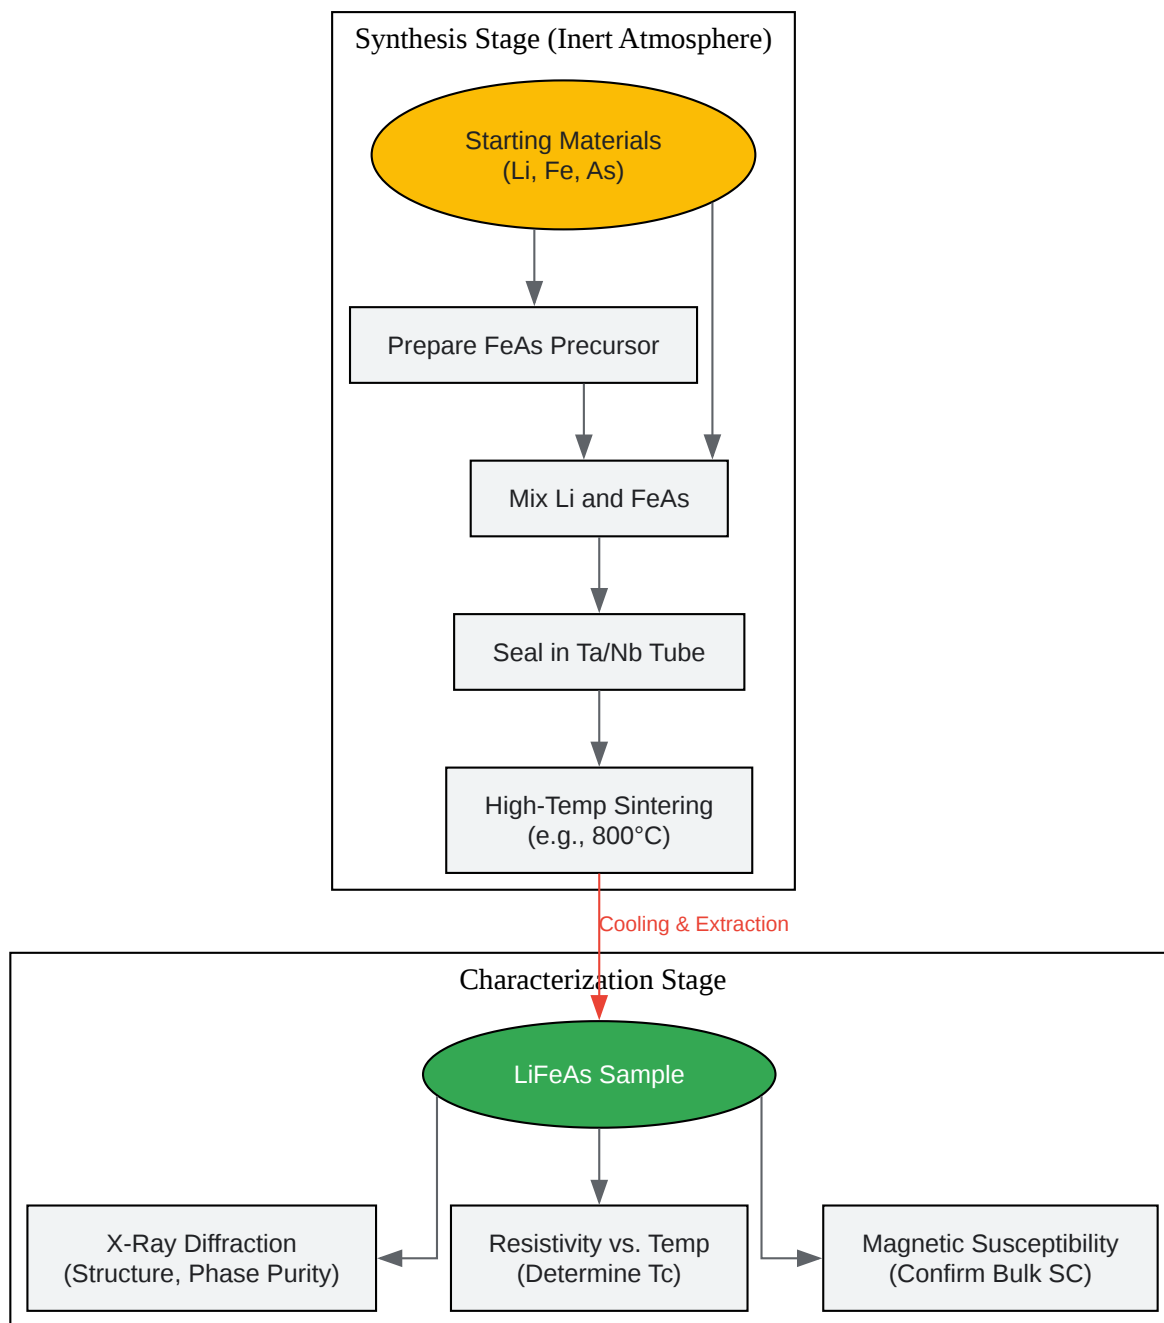 Synthesis Stage (Inert Atmosphere)
Starting Materials
(Li, Fe, As)
Prepare FeAs Precursor
Mix Li and FeAs
Seal in Ta/Nb Tube
High-Temp Sintering
(e.g., 800°C)
Cooling & Extraction
Characterization Stage
LiFeAs Sample
X-Ray Diffraction
(Structure, Phase Purity)
Resistivity vs. Temp
(Determine Tc)
Magnetic Susceptibility
(Confirm Bulk SC)